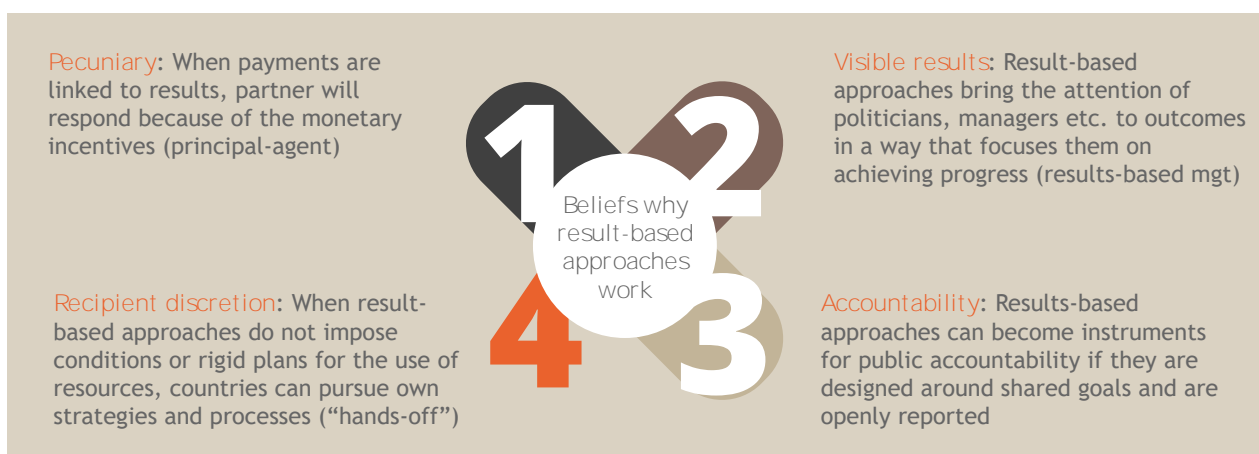 Pecuniary: When payments are
linked to results, partner will
respond because of the monetary
incentives (principal-agent)
1
2
Visible results: Result-based
approaches bring the attention of
politicians, managers etc. to outcomes
in a way that focuses them on
achieving progress (results-based mgt)
Beliefs why
result-based
approaches
work
Recipient discretion: When result-
based approaches do not impose
conditions or rigid plans for the use of
resources, countries can pursue own
strategies and processes (“hands-off”)
4
3
Accountability: Results-based
approaches can become instruments
for public accountability if they are
designed around shared goals and are
openly reported